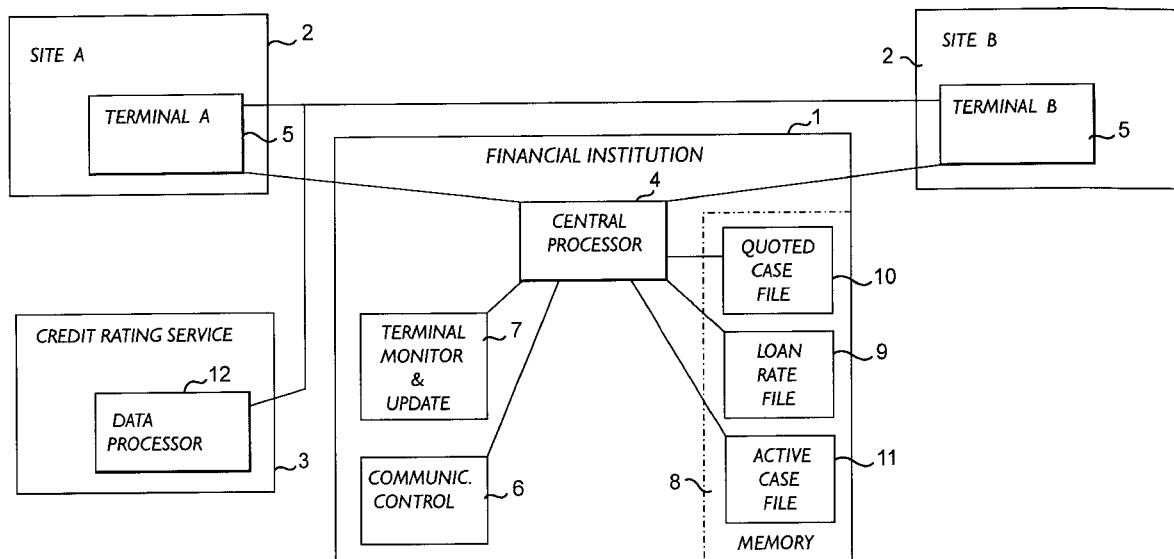 SITE A
2
TERMINAL A
5
SITE B
2
TERMINAL B
5
1
FINANCIAL INSTITUTION
4
CENTRAL
PROCESSOR
QUOTED
CASE
FILE
10
CREDIT RATING SERVICE
12
DATA
PROCESSOR
3
TERMINAL
MONITOR
&
UPDATE
7
LOAN
RATE
FILE
9
COMMUNIC.
CONTROL
6
8
ACTIVE
CASE
FILE
11
MEMORY